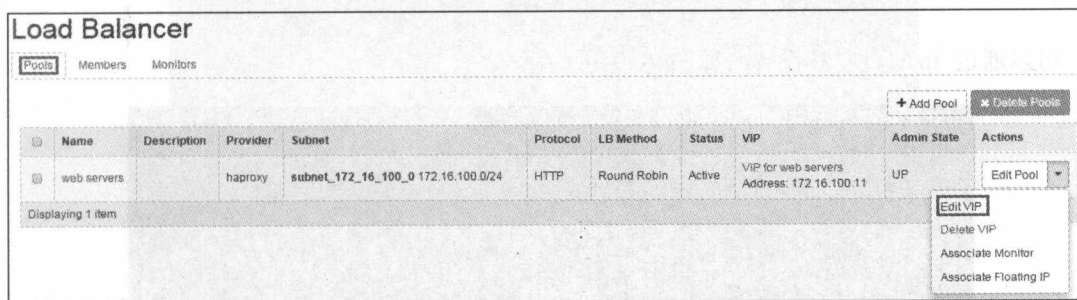 Load Balancer
Pools Members Monitors
+ Add Pool × Delete Pools
Name Description Provider Subnet Protocol LB Method Status VIP Admin State Actions
web servers haproxy subnet_172_16_100_0 172.16.100.0/24 HTTP Round Robin Active VIP for web servers UP Edit Pool
Address: 172.16.100.11
Displaying 1 item
Edit VIP
Delete VIP
Associate Monitor
Associate Floating IP